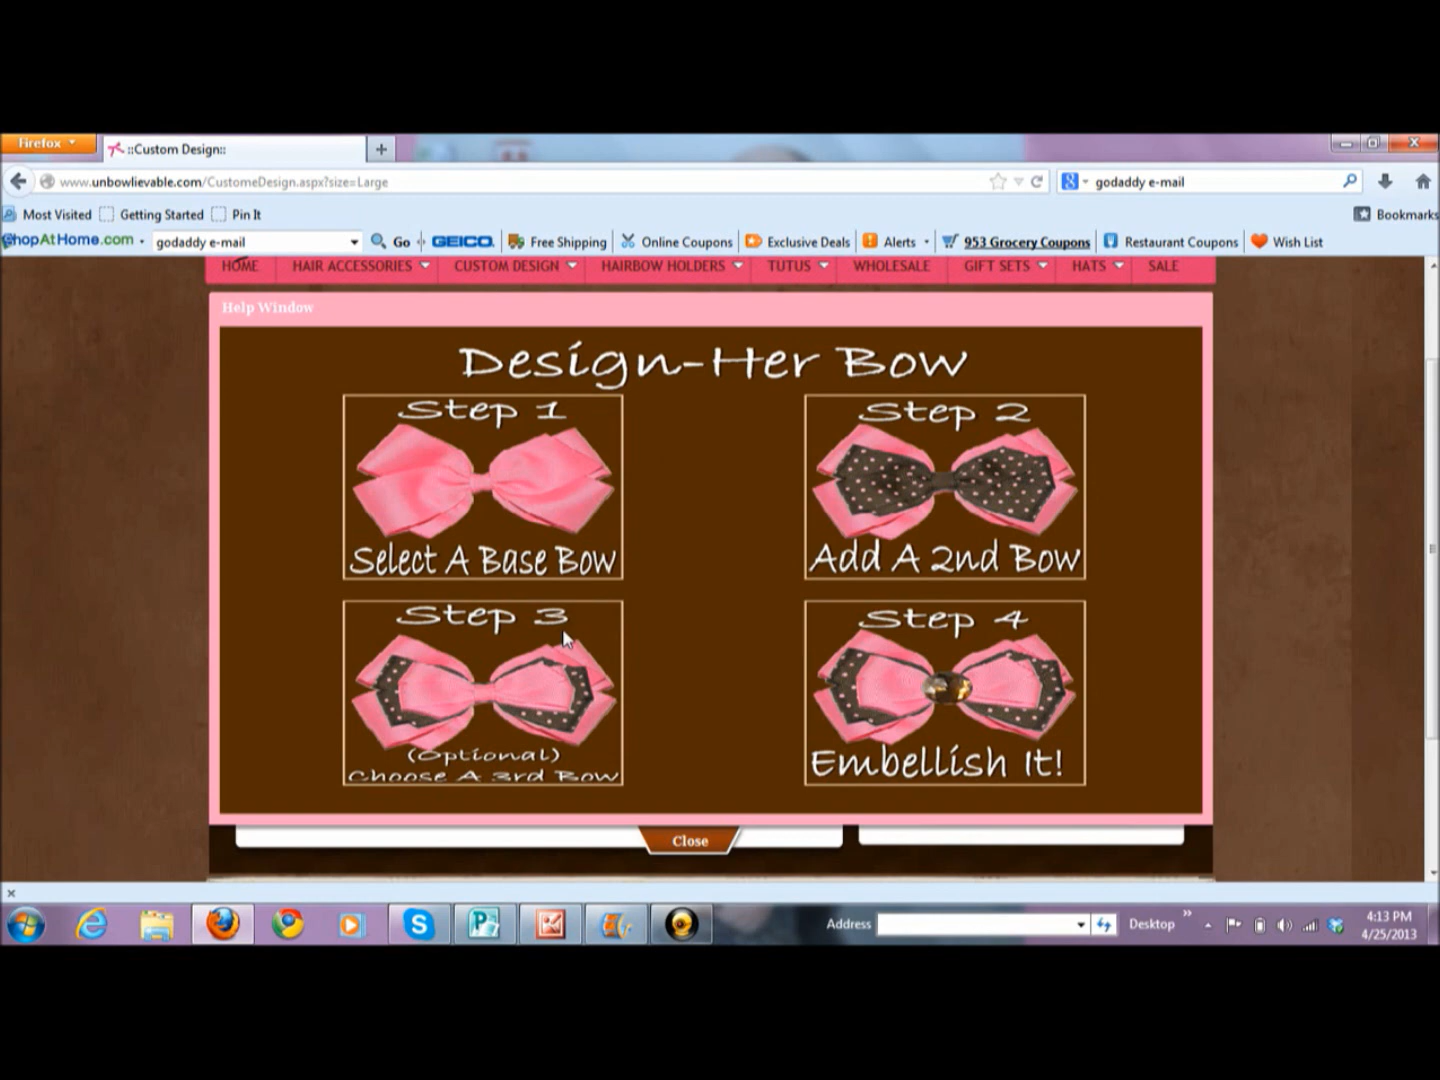 Firefox
::Custom Design::
www.unbowlievable.com/CustomeDesign.aspx?size=Large
godaddy e-mail
Most Visited Getting Started Pin It Bookmarks
ShopAtHome.com godaddy e-mail Go GEICO. Free Shipping Online Coupons Exclusive Deals Alerts 953 Grocery Coupons Restaurant Coupons Wish List
HOME HAIR ACCESSORIES CUSTOM DESIGN HAIRBOW HOLDERS TUTUS WHOLESALE GIFT SETS HATS SALE
Help Window
Design-Her Bow
Step 1
Select A Base Bow
Step 2
Add A 2nd Bow
Step 3
(Optional)
Choose A 3rd Bow
Step 4
Embellish It!
Close
Address Desktop
4:13 PM
4/25/2013